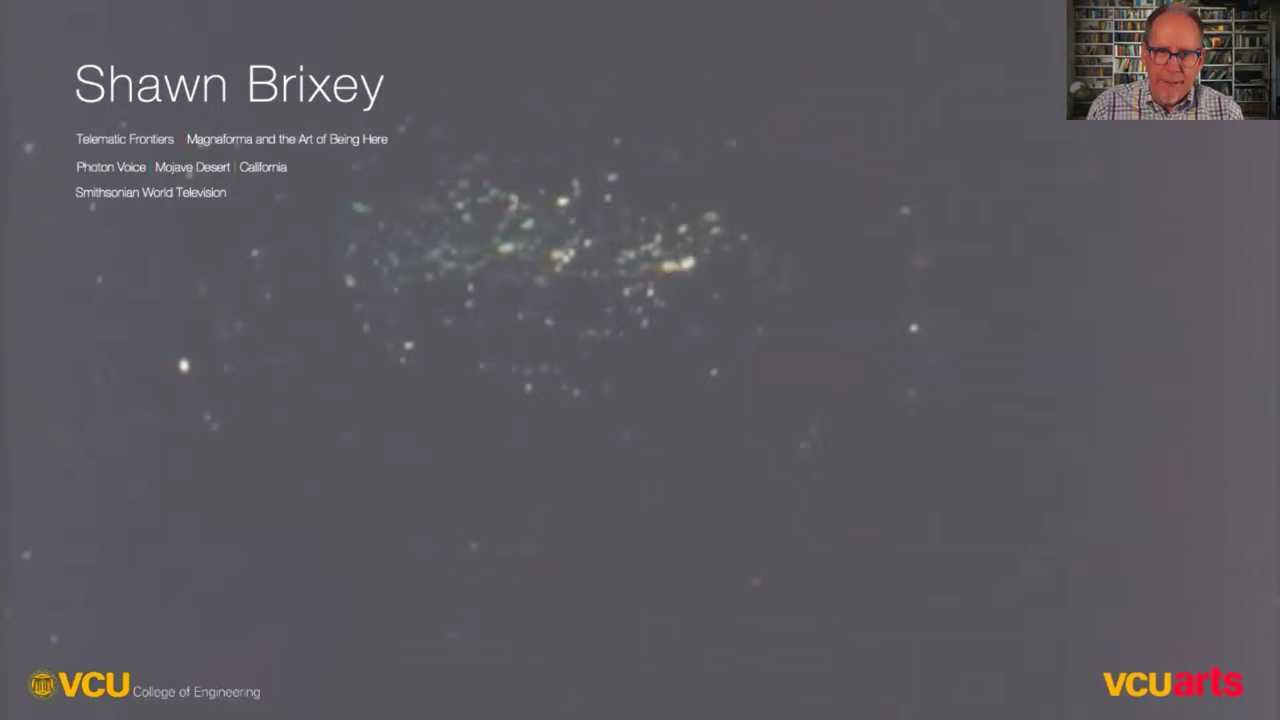 Shawn Brixey
Telematic Frontiers | Magnaforma and the Art of Being Here
Photon Voice | Mojave Desert | California
Smithsonian World Television
VCU College of Engineering
vcuarts